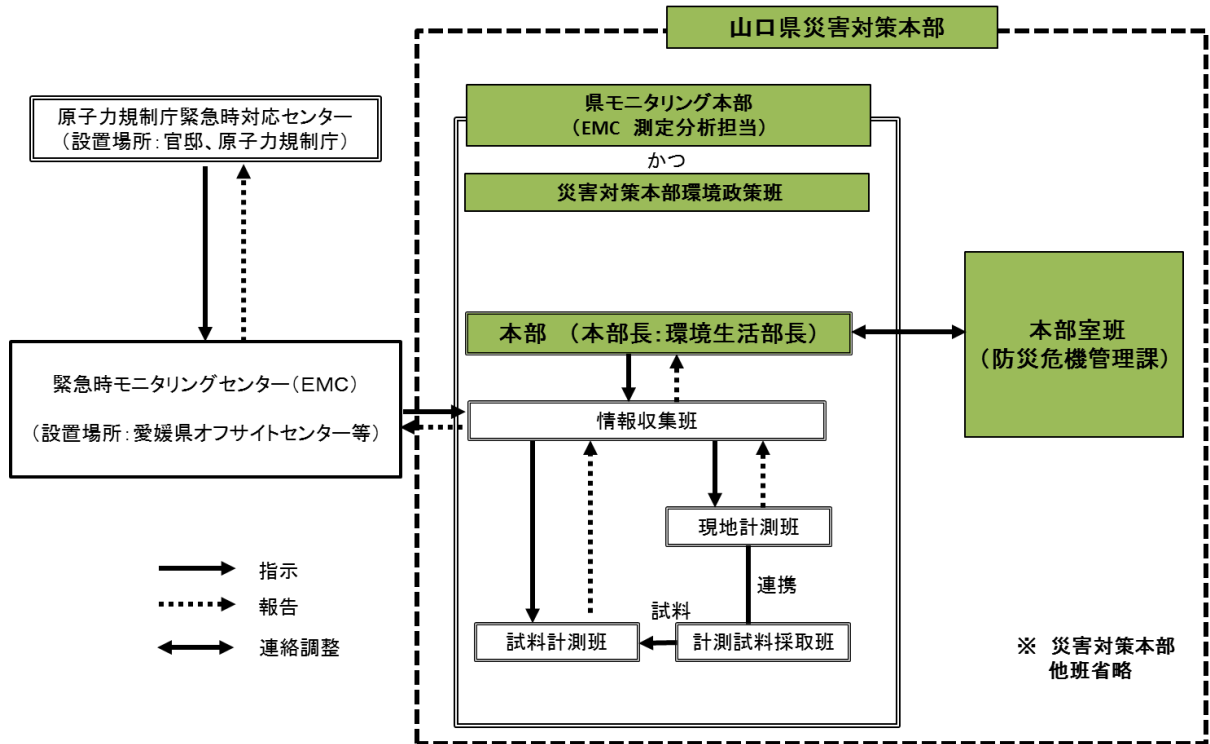 山口県災害対策本部
原子力規制庁緊急時対応センター
（設置場所：官邸、原子力規制庁）
県モニタリング本部
（EMC 測定分析担当）
かつ
災害対策本部環境政策班
本部 （本部長：環境生活部長）
本部室班
（防災危機管理課）
緊急時モニタリングセンター（EMC）
（設置場所：愛媛県オフサイトセンター等）
情報収集班
現地計測班
連携
試料
試料計測班
計測試料採取班
指示
報告
連絡調整
※ 災害対策本部
他班省略